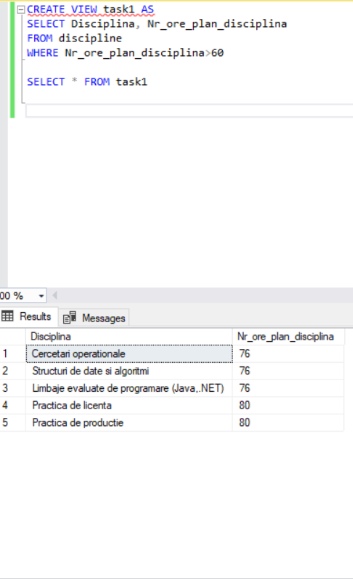 CREATE VIEW task1 AS
SELECT Disciplina, Nr_ore_plan_disciplina
FROM discipline
WHERE Nr_ore_plan_disciplina>60
SELECT * FROM task1
00 %
Results Messages
Disciplina Nr_ore_plan_disciplina
1 Cercetari operationale 76
2 Structuri de date si algoritmi 76
3 Limbaje evaluate de programare (Java,.NET) 76
4 Practica de licenta 80
5 Practica de productie 80